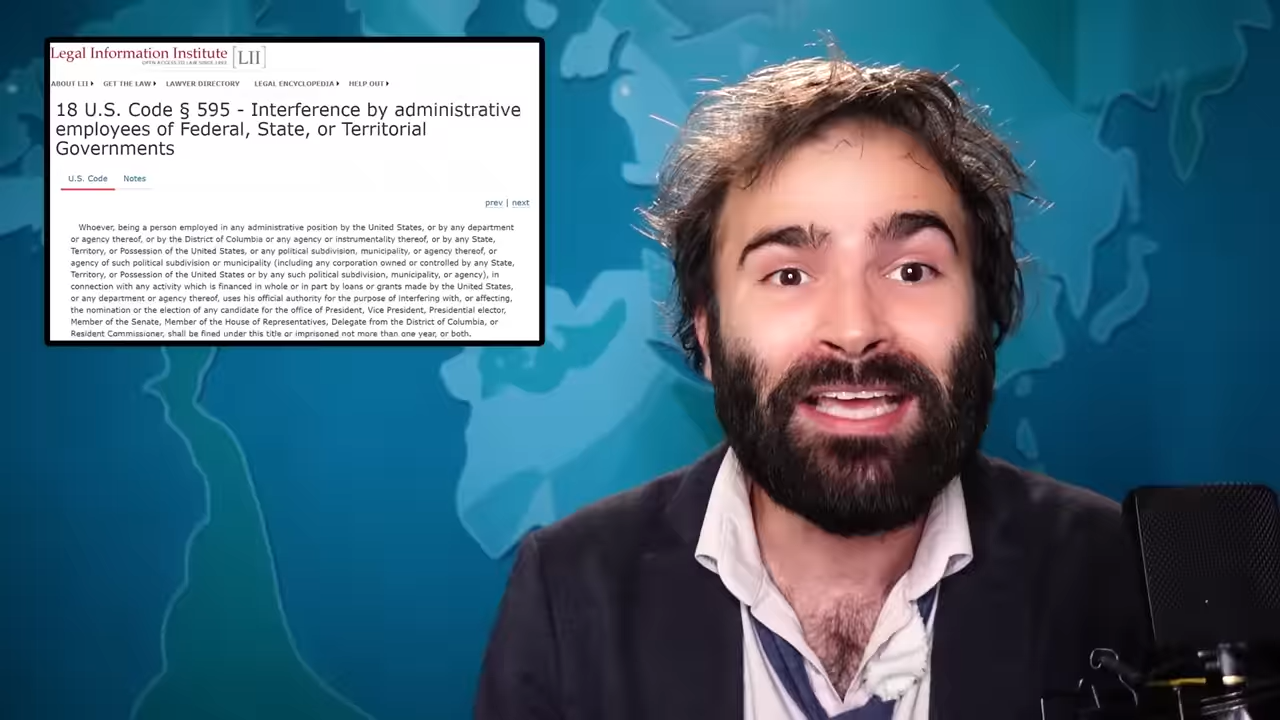 Legal Information Institute [LII]
OPEN ACCESS TO LAW SINCE 1992
ABOUT LII GET THE LAW LAWYER DIRECTORY LEGAL ENCYCLOPEDIA HELP OUT
18 U.S. Code § 595 - Interference by administrative
employees of Federal, State, or Territorial
Governments
U.S. Code Notes
prev | next
Whoever, being a person employed in any administrative position by the United States, or by any department
or agency thereof, or by the District of Columbia or any agency or instrumentality thereof, or by any State,
Territory, or Possession of the United States, or any political subdivision, municipality, or agency thereof, or
agency of such political subdivision or municipality (including any corporation owned or controlled by any State,
Territory, or Possession of the United States or by any such political subdivision, municipality, or agency), in
connection with any activity which is financed in whole or in part by loans or grants made by the United States,
or any department or agency thereof, uses his official authority for the purpose of interfering with, or affecting,
the nomination or the election of any candidate for the office of President, Vice President, Presidential elector,
Member of the Senate, Member of the House of Representatives, Delegate from the District of Columbia, or
Resident Commissioner, shall be fined under this title or imprisoned not more than one year, or both.